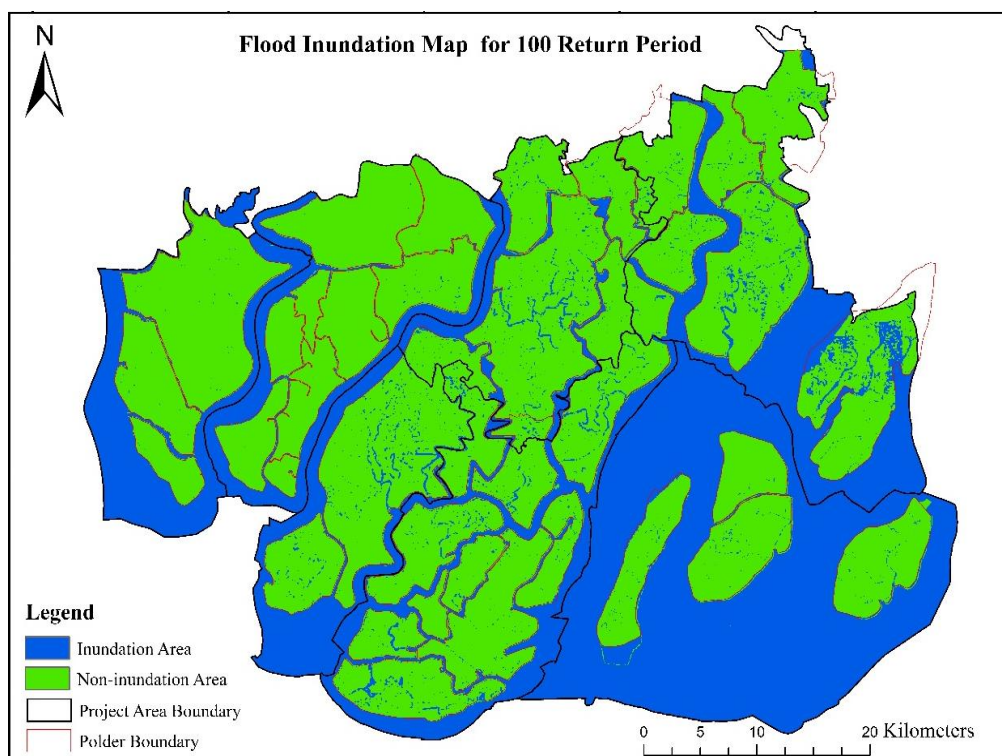 N
Flood Inundation Map for 100 Return Period
Legend
Inundation Area
Non-inundation Area
Project Area Boundary
Polder Boundary
0 5 10 20 Kilometers